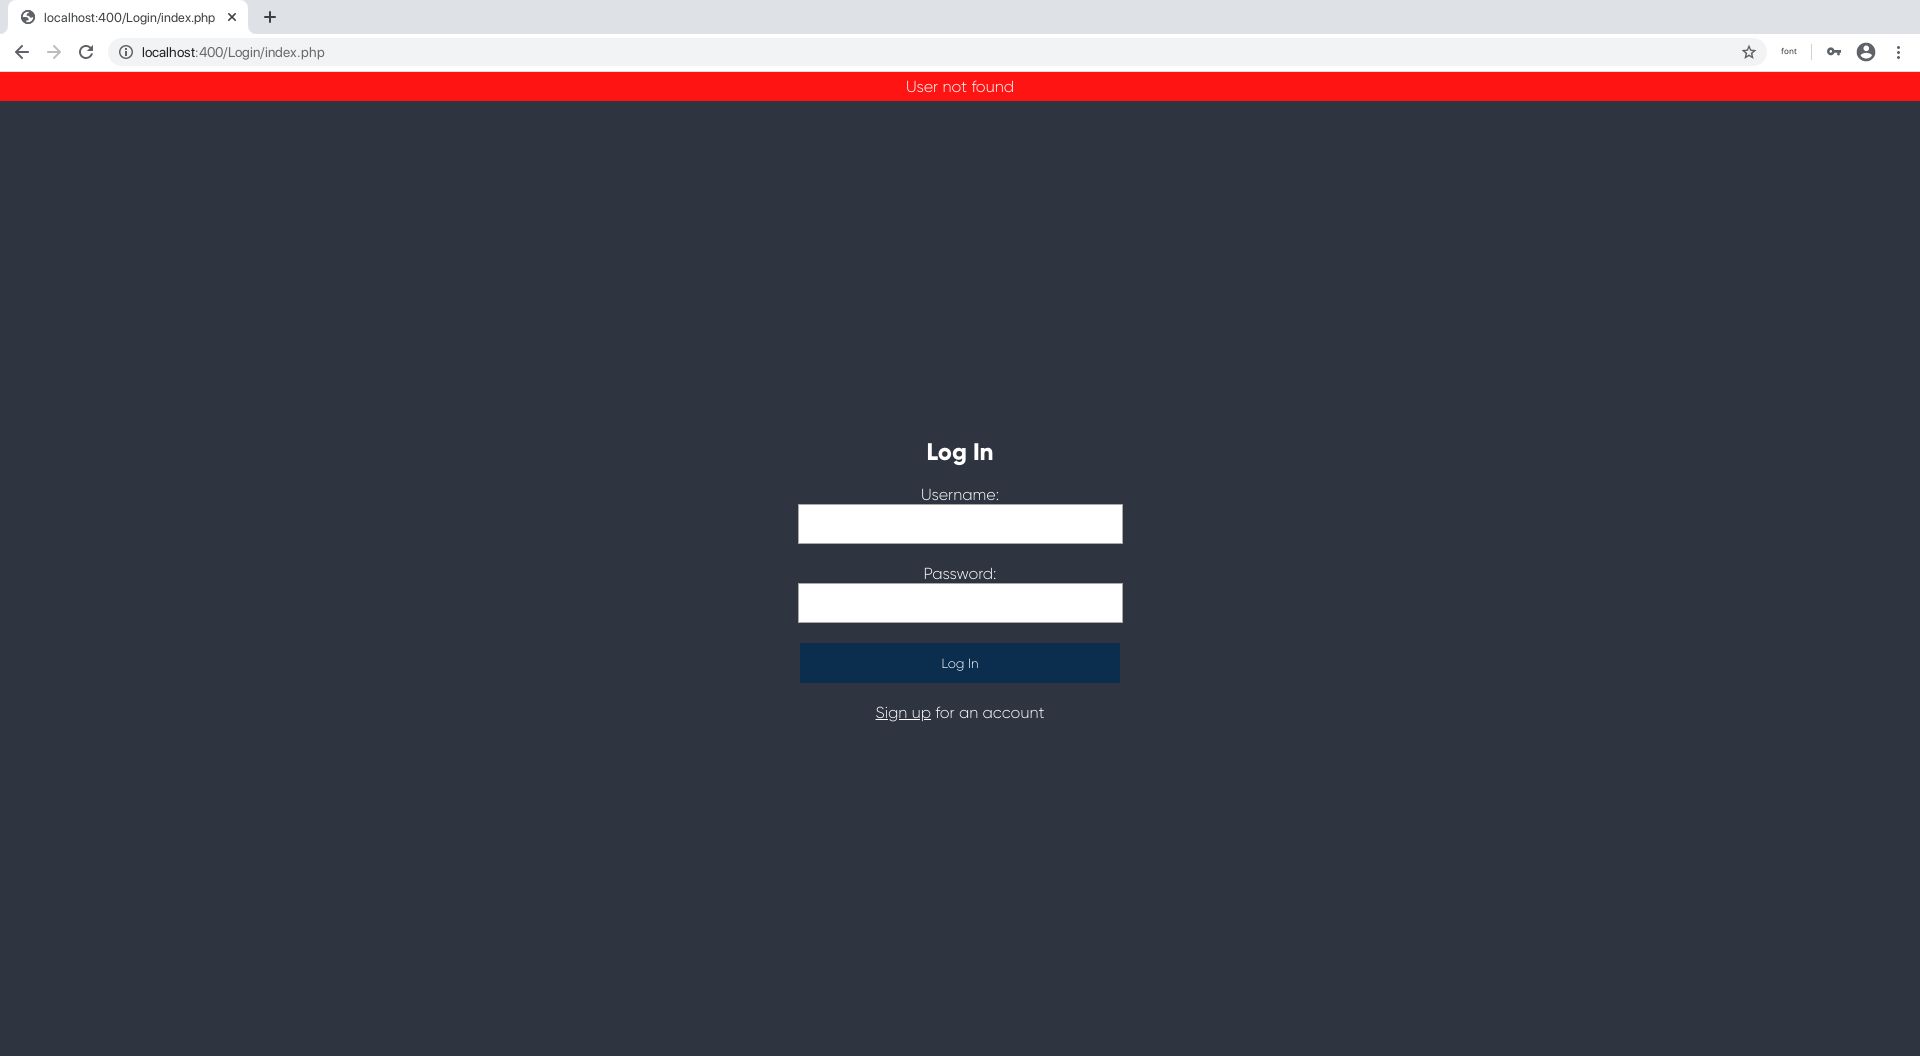 localhost:400/Login/index.php
localhost:400/Login/index.php
font
User not found
Log In
Username:
Password:
Log In
Sign up for an account